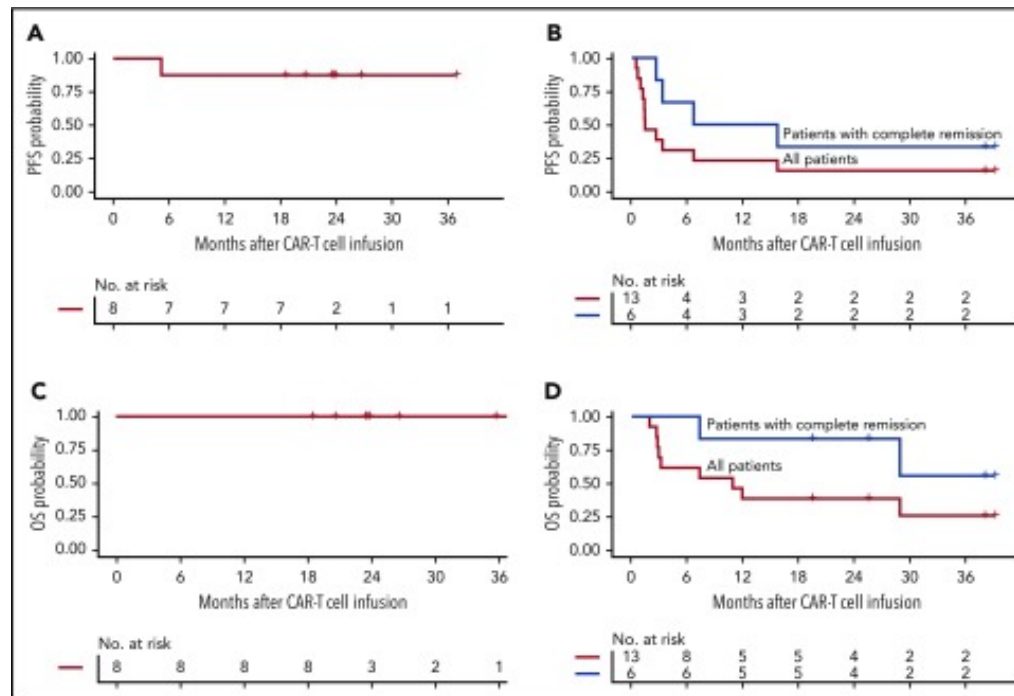 A
1.00
0.75
0.50
0.25
0.00
PFS probability
0 6 12 18 24 30 36
Months after CAR-T cell infusion
No. at risk
8 7 7 7 2 1 1
B
1.00
0.75
0.50
0.25
0.00
PFS probability
Patients with complete remission
All patients
0 6 12 18 24 30 36
Months after CAR-T cell infusion
No. at risk
13 4 3 2 2 2 2
6 4 3 2 2 2 2
C
1.00
0.75
0.50
0.25
0.00
OS probability
0 6 12 18 24 30 36
Months after CAR-T cell infusion
No. at risk
8 8 8 8 3 2 1
D
1.00
0.75
0.50
0.25
0.00
OS probability
Patients with complete remission
All patients
0 6 12 18 24 30 36
Months after CAR-T cell infusion
No. at risk
13 8 5 5 4 2 2
6 6 5 5 4 2 2